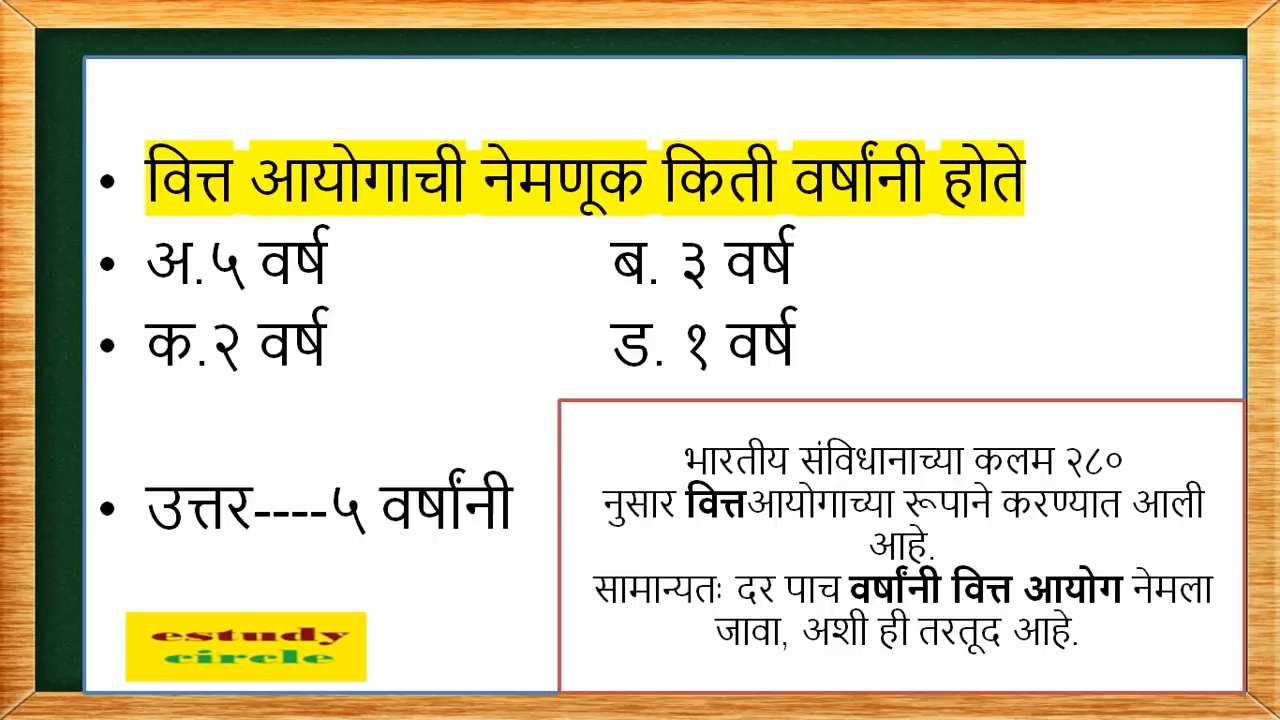 • वित्त आयोगाची नेमणूक किती वर्षांनी होते
• अ.५ वर्ष ब. ३ वर्ष
• क.२ वर्ष ड. १ वर्ष
• उत्तर----५ वर्षांनी
भारतीय संविधानाच्या कलम २८०
नुसार वित्तआयोगाच्या रूपाने करण्यात आली
आहे.
सामान्यतः दर पाच वर्षांनी वित्त आयोग नेमला
जावा, अशी ही तरतूद आहे.
estudy
circle